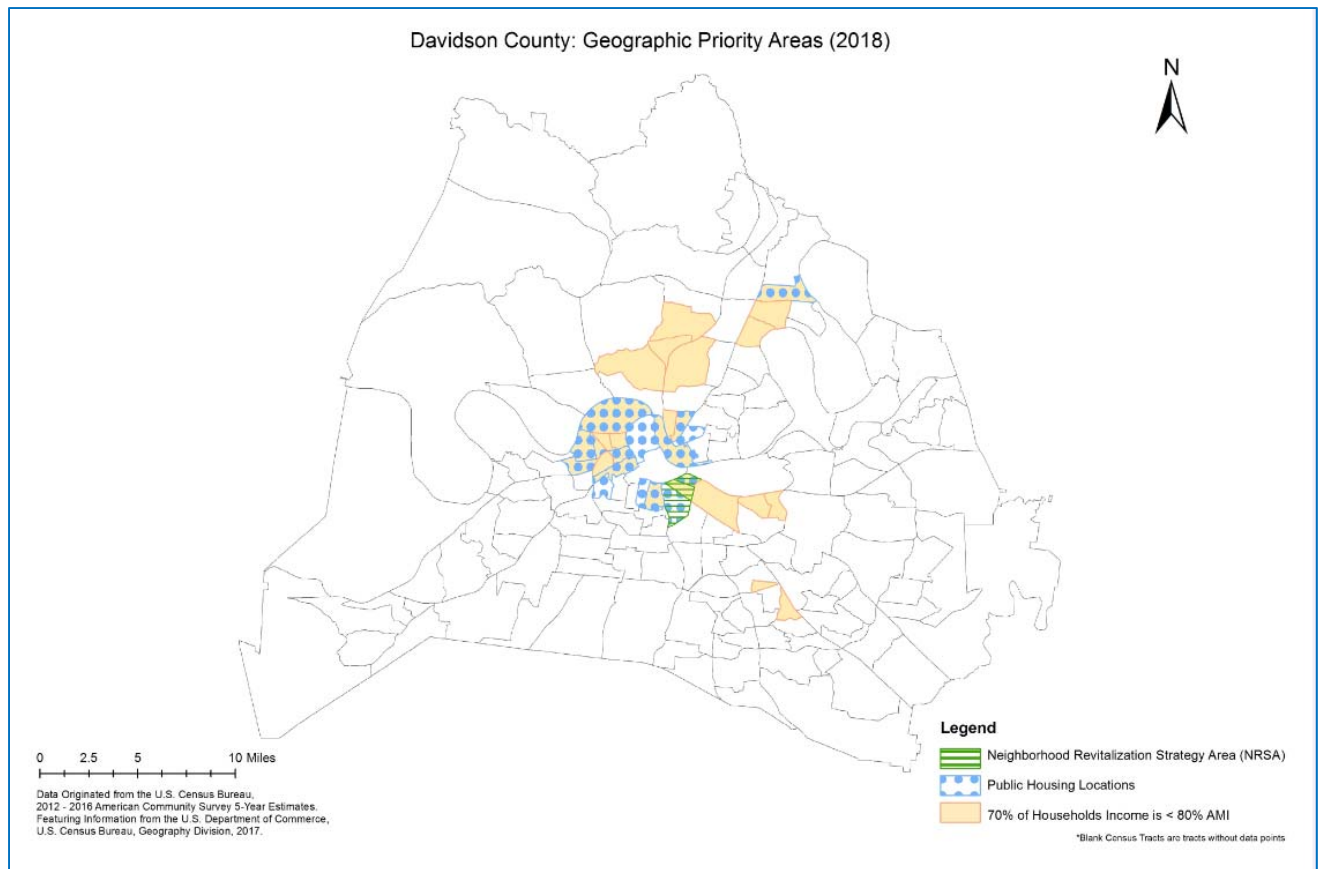 Davidson County: Geographic Priority Areas (2018)
N
Legend
Neighborhood Revitalization Strategy Area (NRSA)
Public Housing Locations
70% of Households Income is < 80% AMI
*Blank Census Tracts are tracts without data points
0 2.5 5 10 Miles
Data Originated from the U.S. Census Bureau,
2012 - 2016 American Community Survey 5-Year Estimates.
Featuring Information from the U.S. Department of Commerce,
U.S. Census Bureau, Geography Division, 2017.